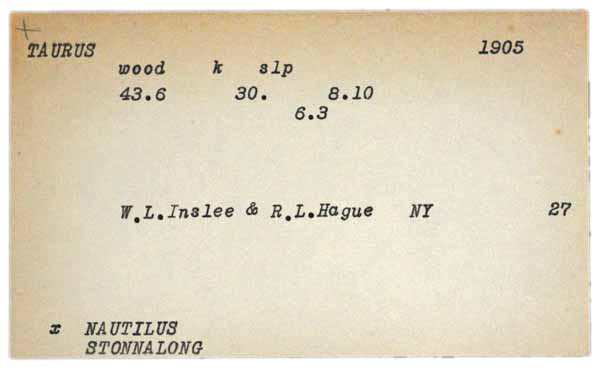 TAURUS 1905
wood k slp
43.6 30. 8.10
6.3
W.L.Inslee & R.L.Hague NY 27
x NAUTILUS
STONNALONG